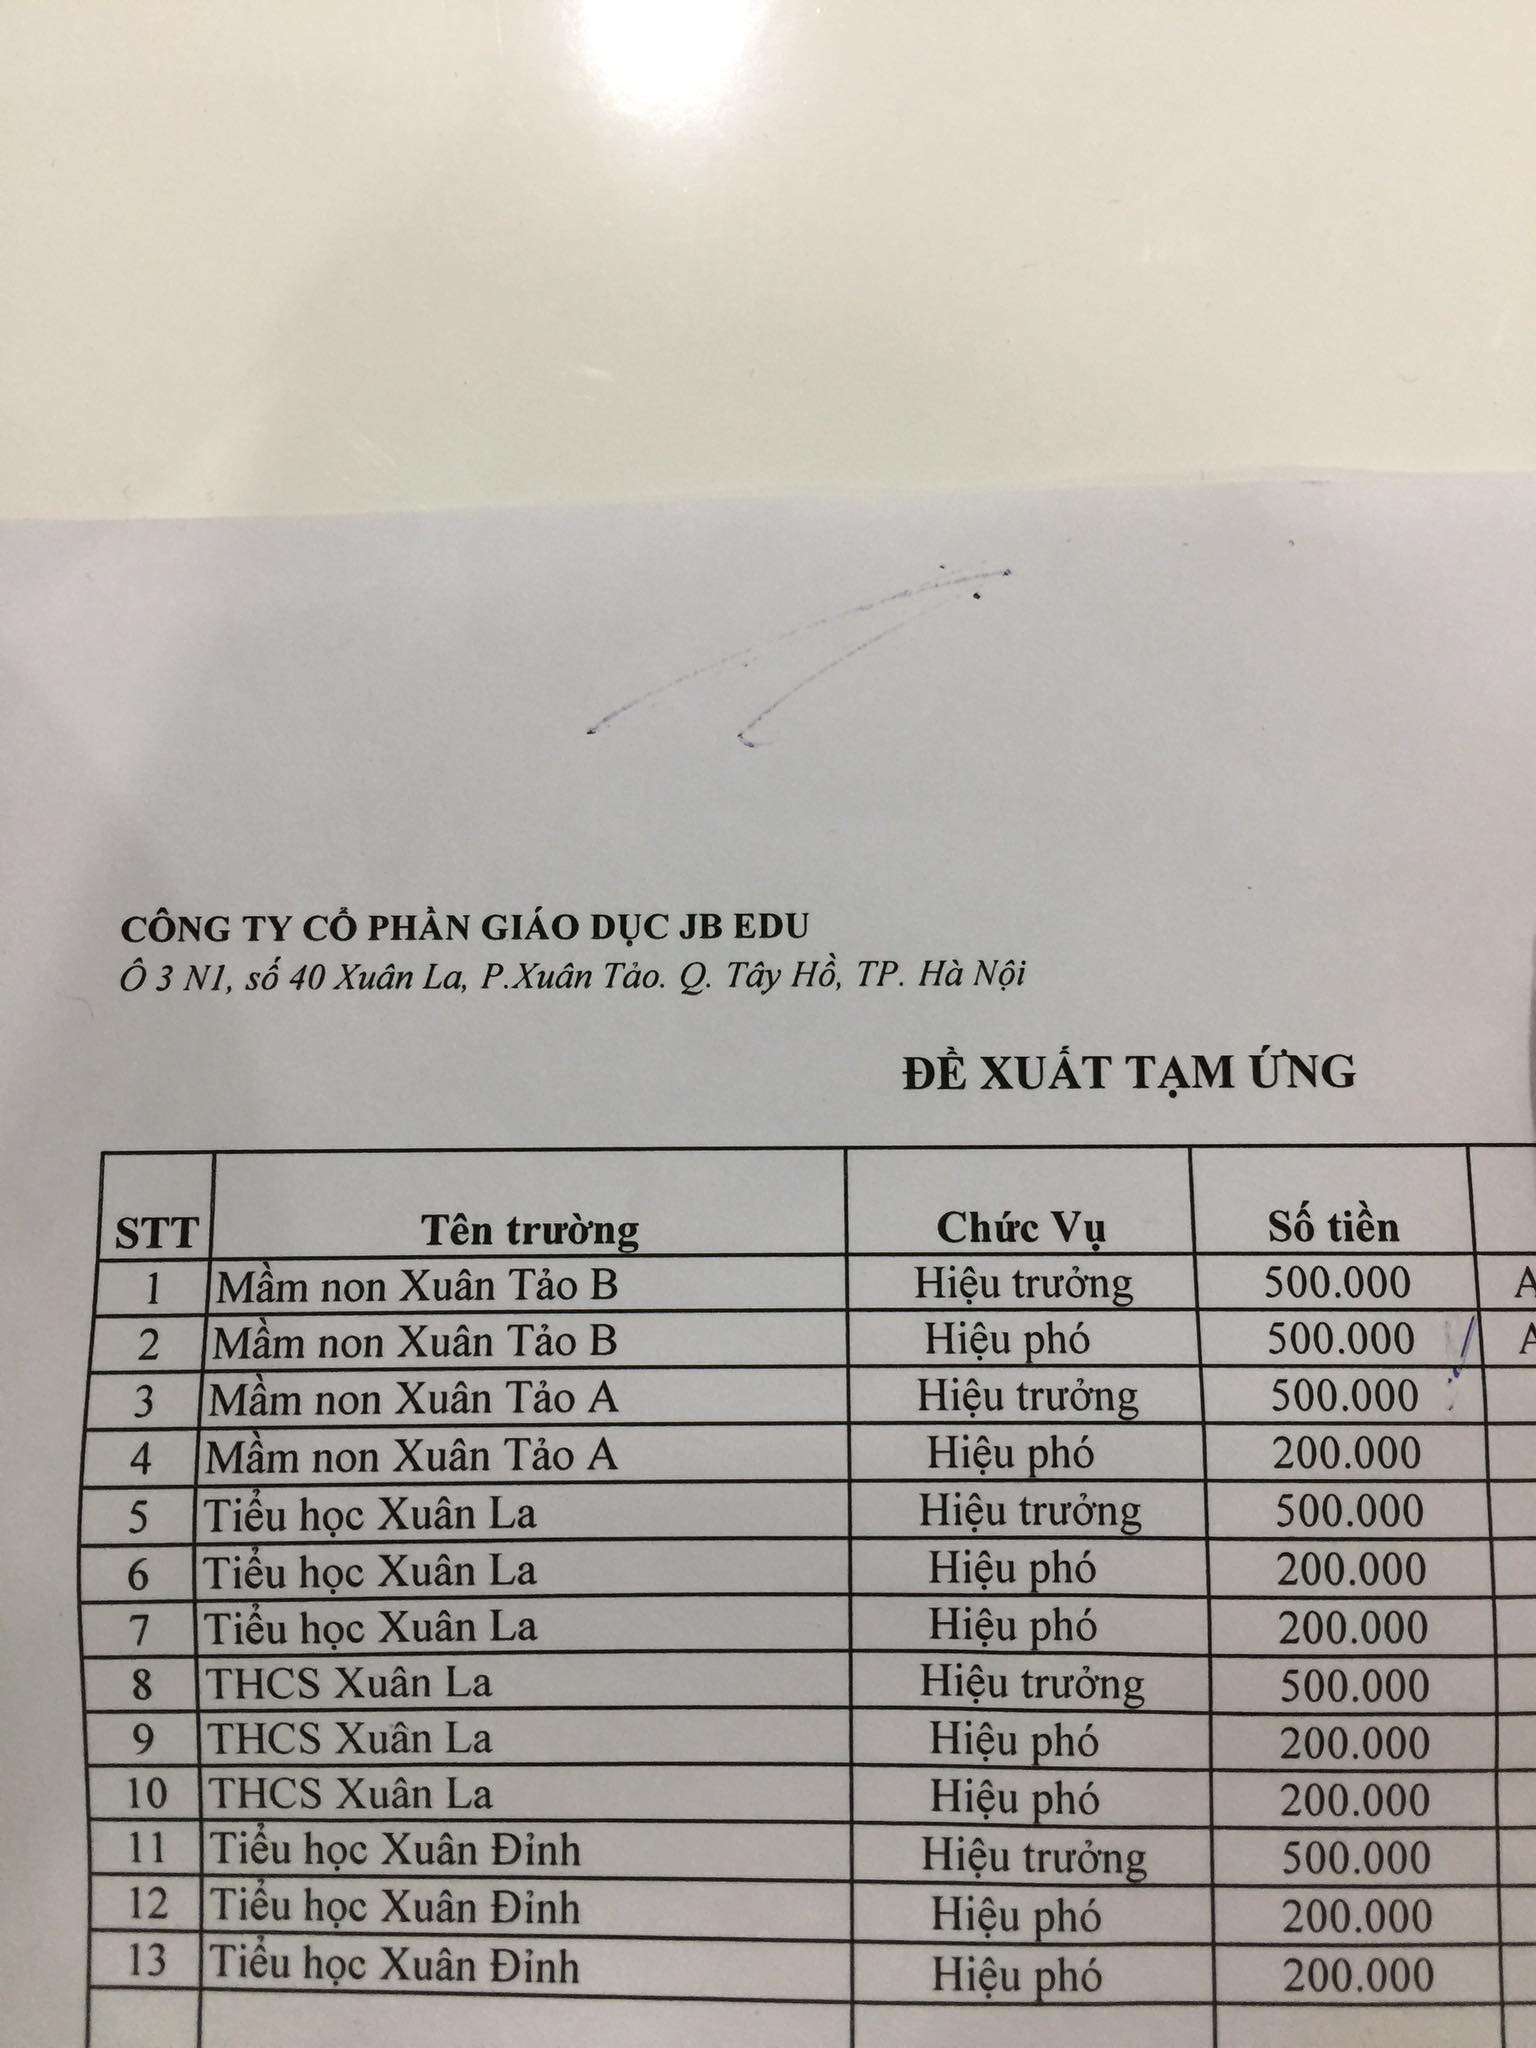 CÔNG TY CỔ PHẦN GIÁO DỤC JB EDU
Ô 3 N1, số 40 Xuân La, P.Xuân Tảo. Q. Tây Hồ, TP. Hà Nội
ĐỀ XUẤT TẠM ỨNG
STT Tên trường Chức Vụ Số tiền
1 Mầm non Xuân Tảo B Hiệu trưởng 500.000 A
2 Mầm non Xuân Tảo B Hiệu phó 500.000 A
3 Mầm non Xuân Tảo A Hiệu trưởng 500.000
4 Mầm non Xuân Tảo A Hiệu phó 200.000
5 Tiểu học Xuân La Hiệu trưởng 500.000
6 Tiểu học Xuân La Hiệu phó 200.000
7 Tiểu học Xuân La Hiệu phó 200.000
8 THCS Xuân La Hiệu trưởng 500.000
9 THCS Xuân La Hiệu phó 200.000
10 THCS Xuân La Hiệu phó 200.000
11 Tiểu học Xuân Đỉnh Hiệu trưởng 500.000
12 Tiểu học Xuân Đỉnh Hiệu phó 200.000
13 Tiểu học Xuân Đỉnh Hiệu phó 200.000